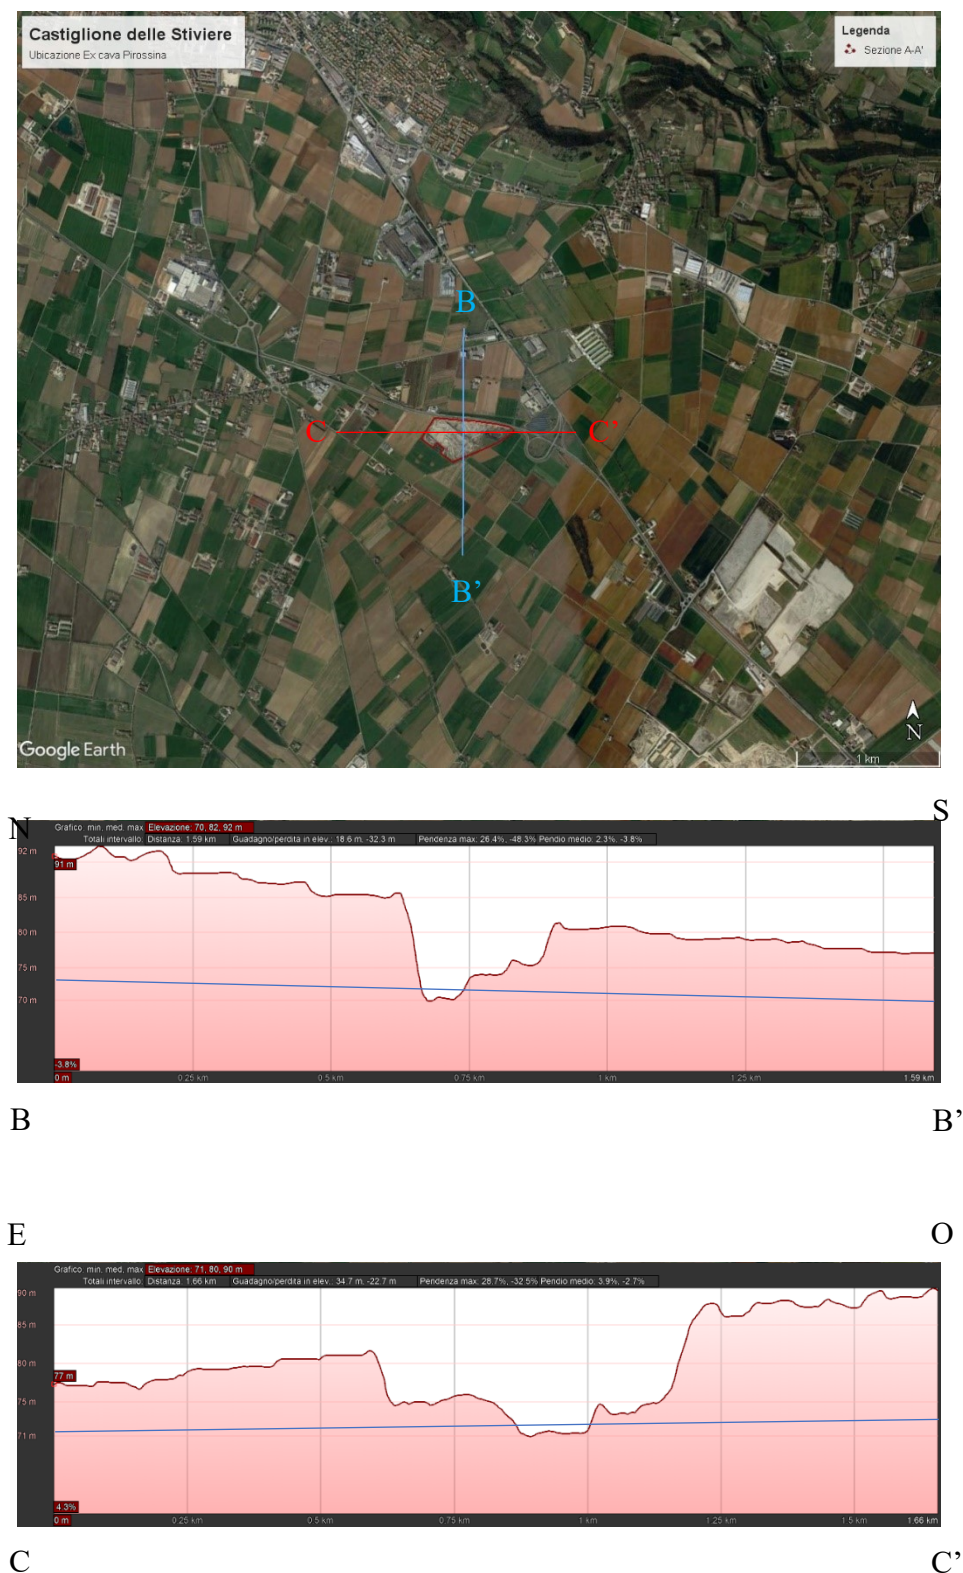 Castiglione delle Stiviere
Ubicazione Ex cava Pirossina
Legenda
Sezione A-A'
B
C
C'
B'
N
Google Earth
1 km
N
S
Grafico: min, med, max Elevazione: 70, 82, 92 m
Totali intervallo: Distanza: 1.59 km Guadagno/perdita in elev.: 18.6 m, -32.3 m Pendenza max: 26.4%, -48.3% Pendio medio: 2.3%, -3.8%
92 m
91 m
85 m
80 m
75 m
70 m
-3.8%
0 m 0.25 km 0.5 km 0.75 km 1 km 1.25 km 1.59 km
B
B'
E
O
Grafico: min, med, max Elevazione: 71, 80, 90 m
Totali intervallo: Distanza: 1.66 km Guadagno/perdita in elev.: 34.7 m, -22.7 m Pendenza max: 28.7%, -32.5% Pendio medio: 3.9%, -2.7%
90 m
85 m
80 m
77 m
75 m
71 m
4.3%
0 m 0.25 km 0.5 km 0.75 km 1 km 1.25 km 1.5 km 1.66 km
C
C'